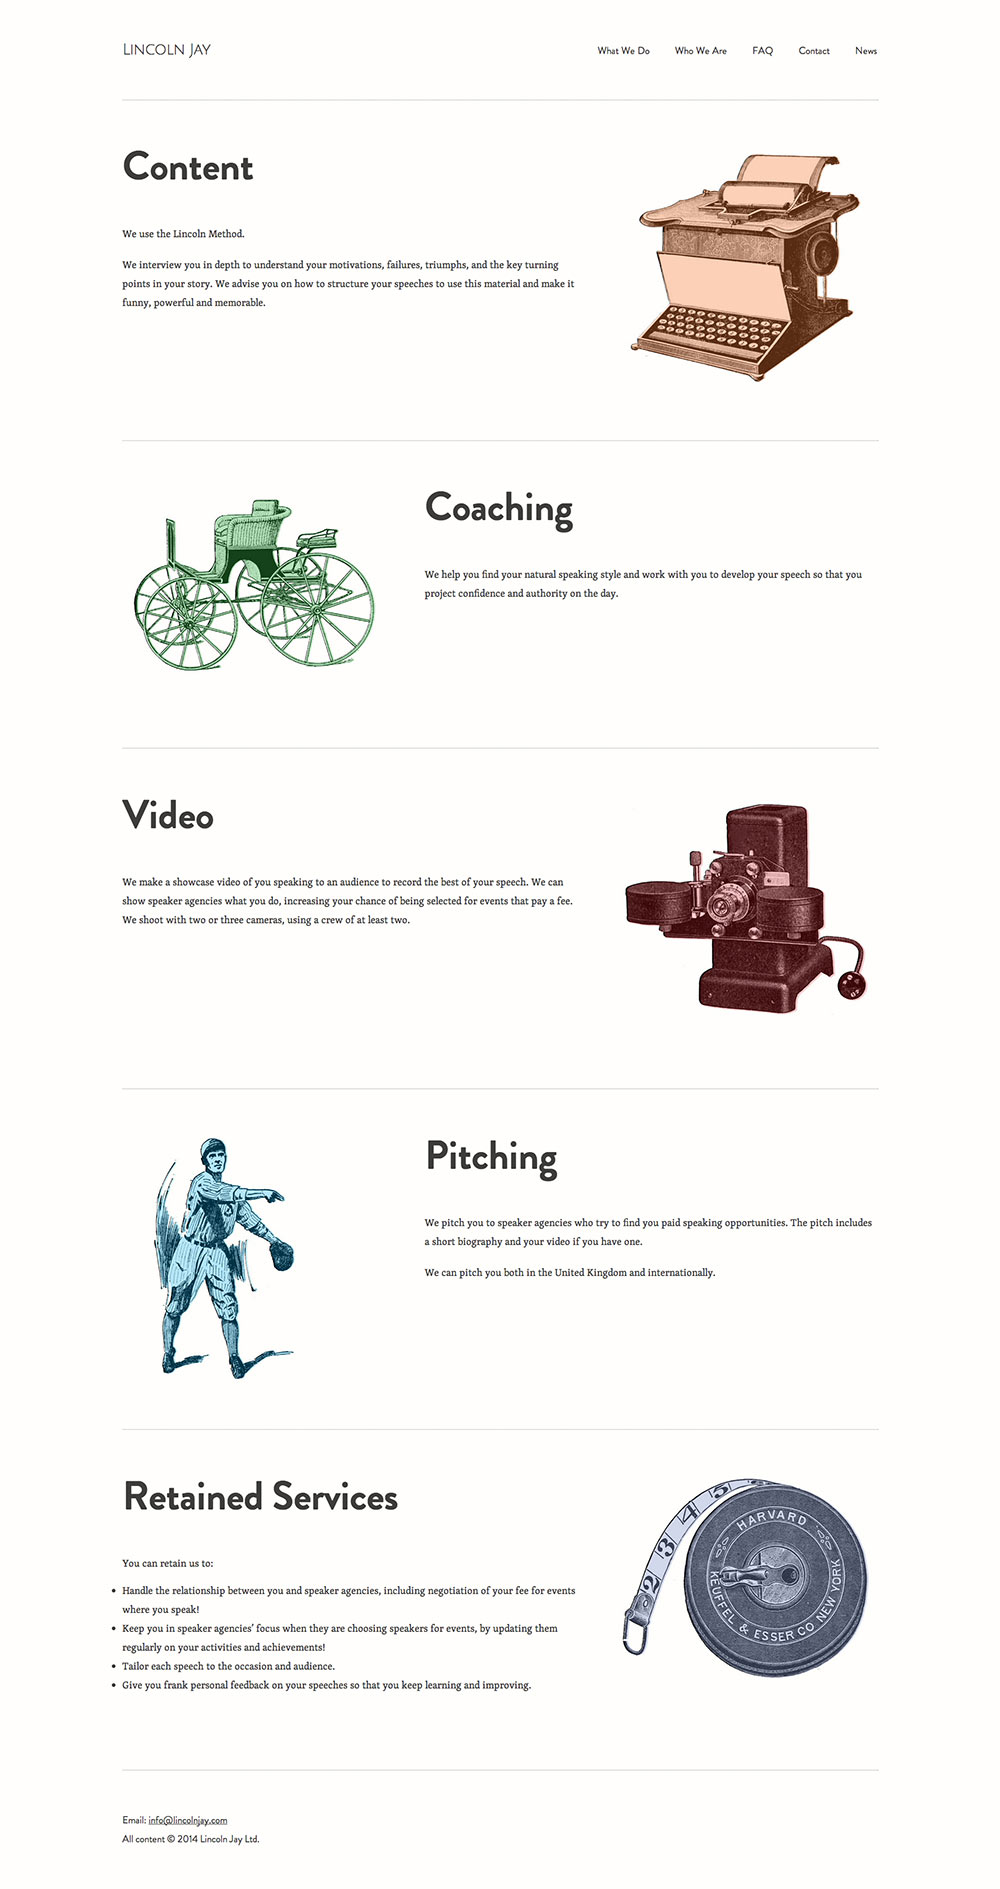 LINCOLN JAY
What We Do
Who We Are
FAQ
Contact
News
Content
We use the Lincoln Method.
We interview you in depth to understand your motivations, failures, triumphs, and the key turning
points in your story. We advise you on how to structure your speeches to use this material and make it
funny, powerful and memorable.
Coaching
We help you find your natural speaking style and work with you to develop your speech so that you
project confidence and authority on the day.
Video
We make a showcase video of you speaking to an audience to record the best of your speech. We can
show speaker agencies what you do, increasing your chance of being selected for events that pay a fee.
We shoot with two or three cameras, using a crew of at least two.
Pitching
We pitch you to speaker agencies who try to find you paid speaking opportunities. The pitch includes
a short biography and your video if you have one.
We can pitch you both in the United Kingdom and internationally.
Retained Services
You can retain us to:
• Handle the relationship between you and speaker agencies, including negotiation of your fee for events
where you speak!
• Keep you in speaker agencies' focus when they are choosing speakers for events, by updating them
regularly on your activities and achievements!
• Tailor each speech to the occasion and audience.
• Give you frank personal feedback on your speeches so that you keep learning and improving.
2 3 4 5
HARVARD
KEUFFEL & ESSER CO NEW YORK
Email: info@lincolnjay.com
All content © 2014 Lincoln Jay Ltd.